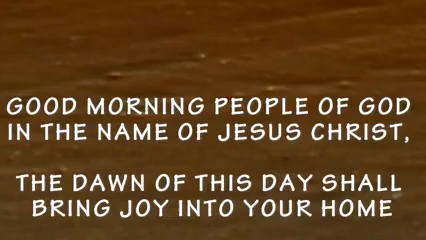 GOOD MORNING PEOPLE OF GOD
IN THE NAME OF JESUS CHRIST,
THE DAWN OF THIS DAY SHALL
BRING JOY INTO YOUR HOME